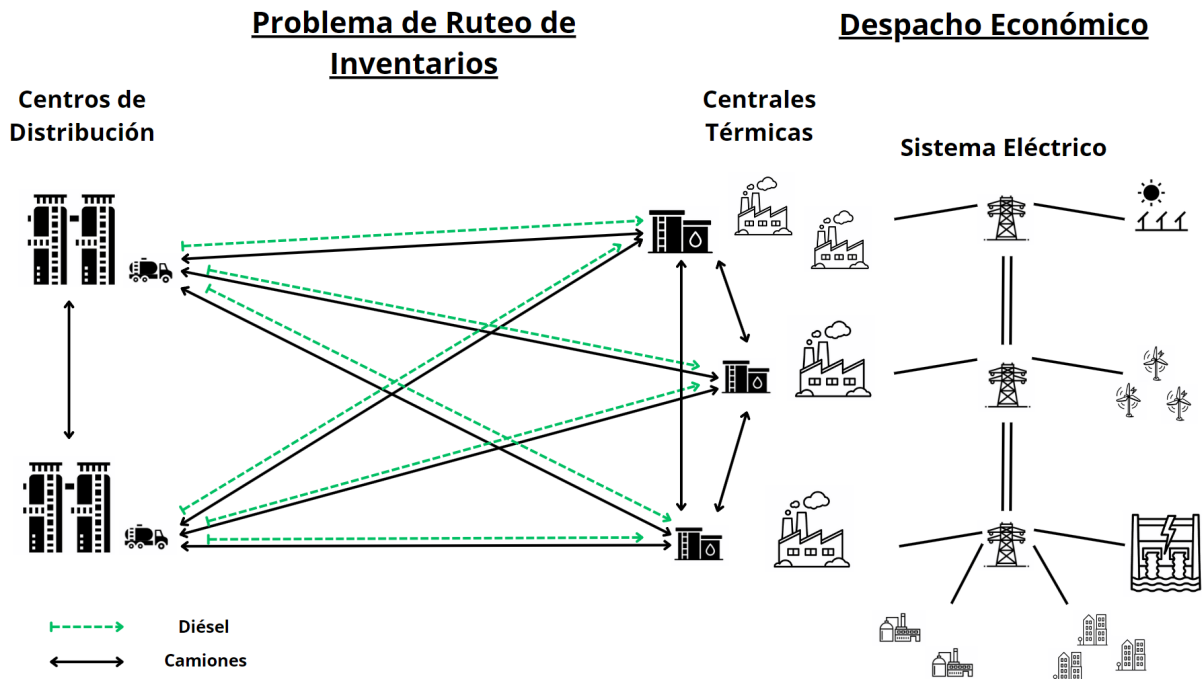 Problema de Ruteo de
Inventarios
Despacho Económico
Centros de
Distribución
Centrales
Térmicas
Sistema Eléctrico
Diésel
Camiones